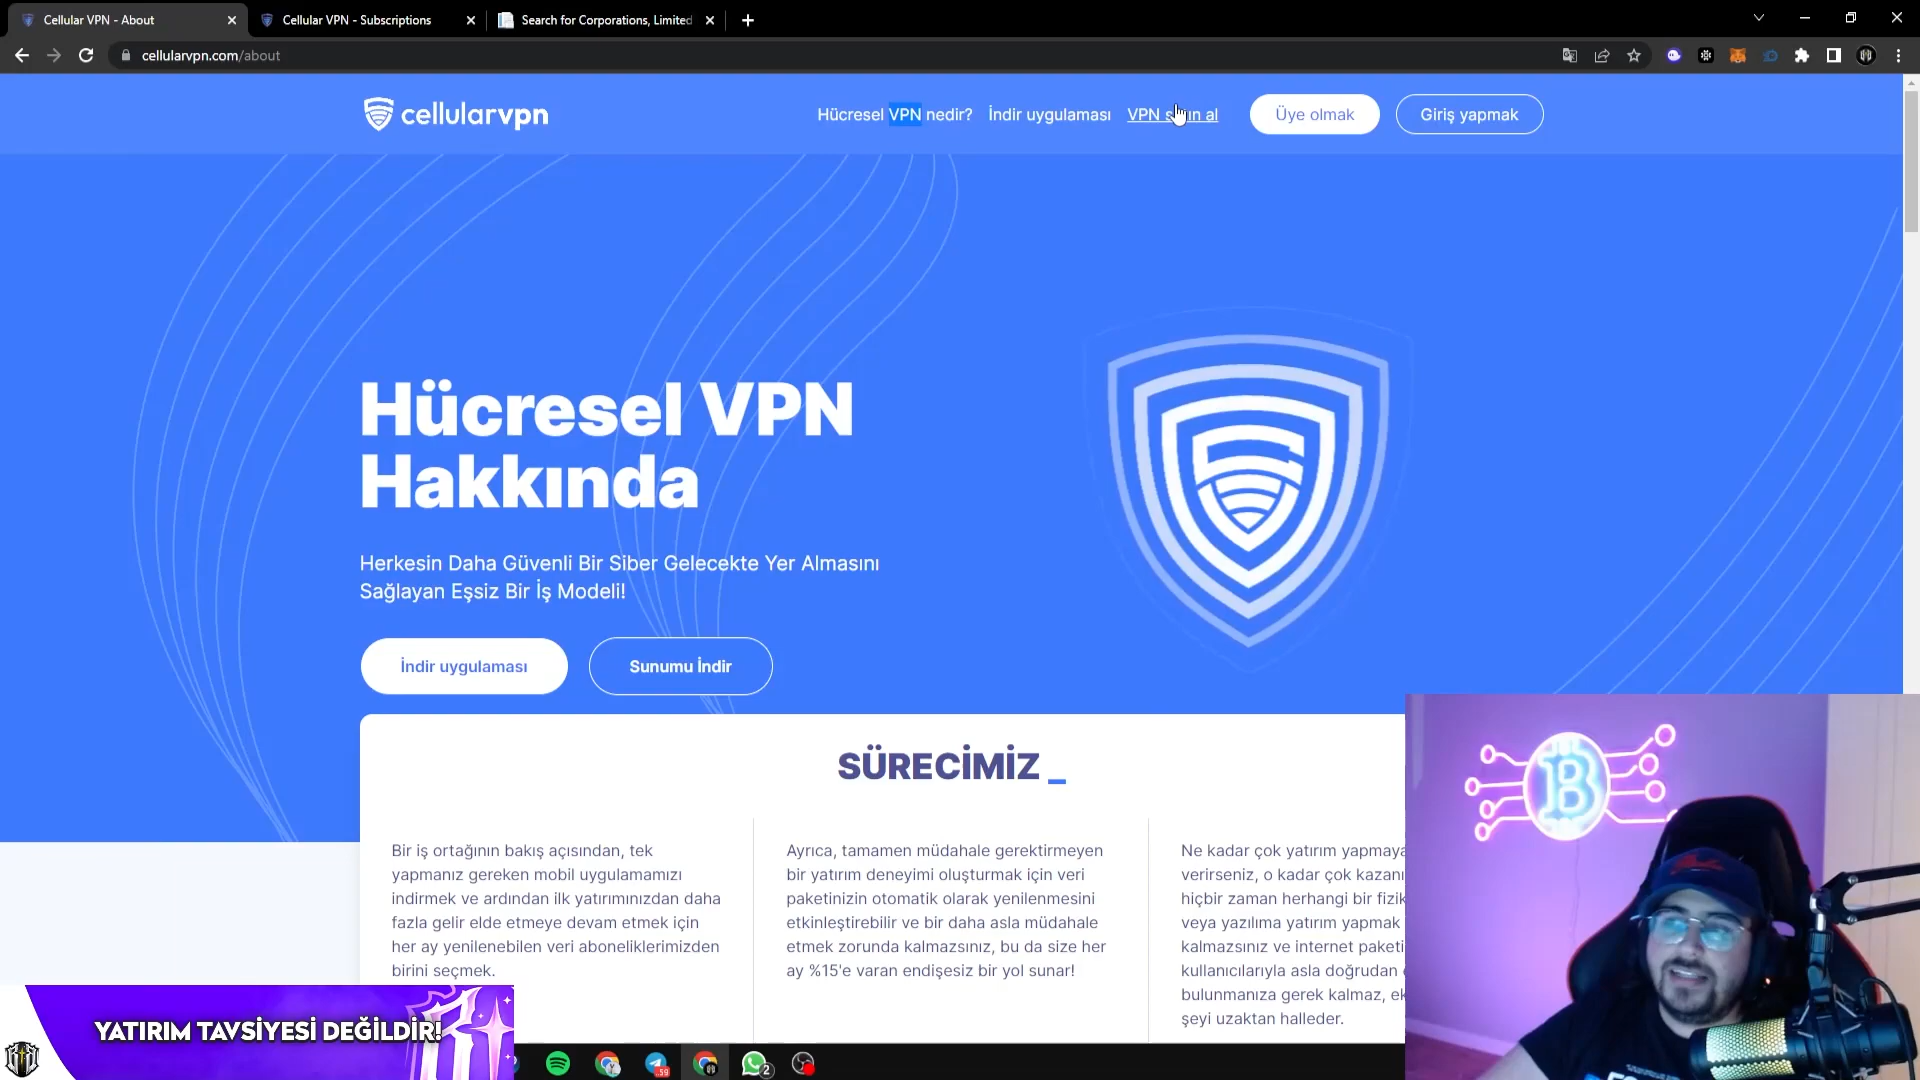 Cellular VPN - About
Cellular VPN - Subscriptions
Search for Corporations, Limited
cellularvpn.com/about
cellularvpn
Hücresel VPN nedir?
İndir uygulaması
VPN satın al
Üye olmak
Giriş yapmak
Hücresel VPN
Hakkında
Herkesin Daha Güvenli Bir Siber Gelecekte Yer Almasını
Sağlayan Eşsiz Bir İş Modeli!
İndir uygulaması
Sunumu İndir
SÜRECİMİZ _
Bir iş ortağının bakış açısından, tek
yapmanız gereken mobil uygulamamızı
indirmek ve ardından ilk yatırımınızdan daha
fazla gelir elde etmeye devam etmek için
her ay yenilenebilen veri aboneliklerimizden
birini seçmek.
Ayrıca, tamamen müdahale gerektirmeyen
bir yatırım deneyimi oluşturmak için veri
paketinizin otomatik olarak yenilenmesini
etkinleştirebilir ve bir daha asla müdahale
etmek zorunda kalmazsınız, bu da size her
ay %15'e varan endişesiz bir yol sunar!
Ne kadar çok yatırım yapmaya
verirseniz, o kadar çok kazanı
hiçbir zaman herhangi bir fizik
veya yazılıma yatırım yapmak
kalmazsınız ve internet paketi
kullanıcılarıyla asla doğrudan
bulunmanıza gerek kalmaz, ek
şeyi uzaktan halleder.
YATIRIM TAVSİYESİ DEĞİLDİR!
59
2